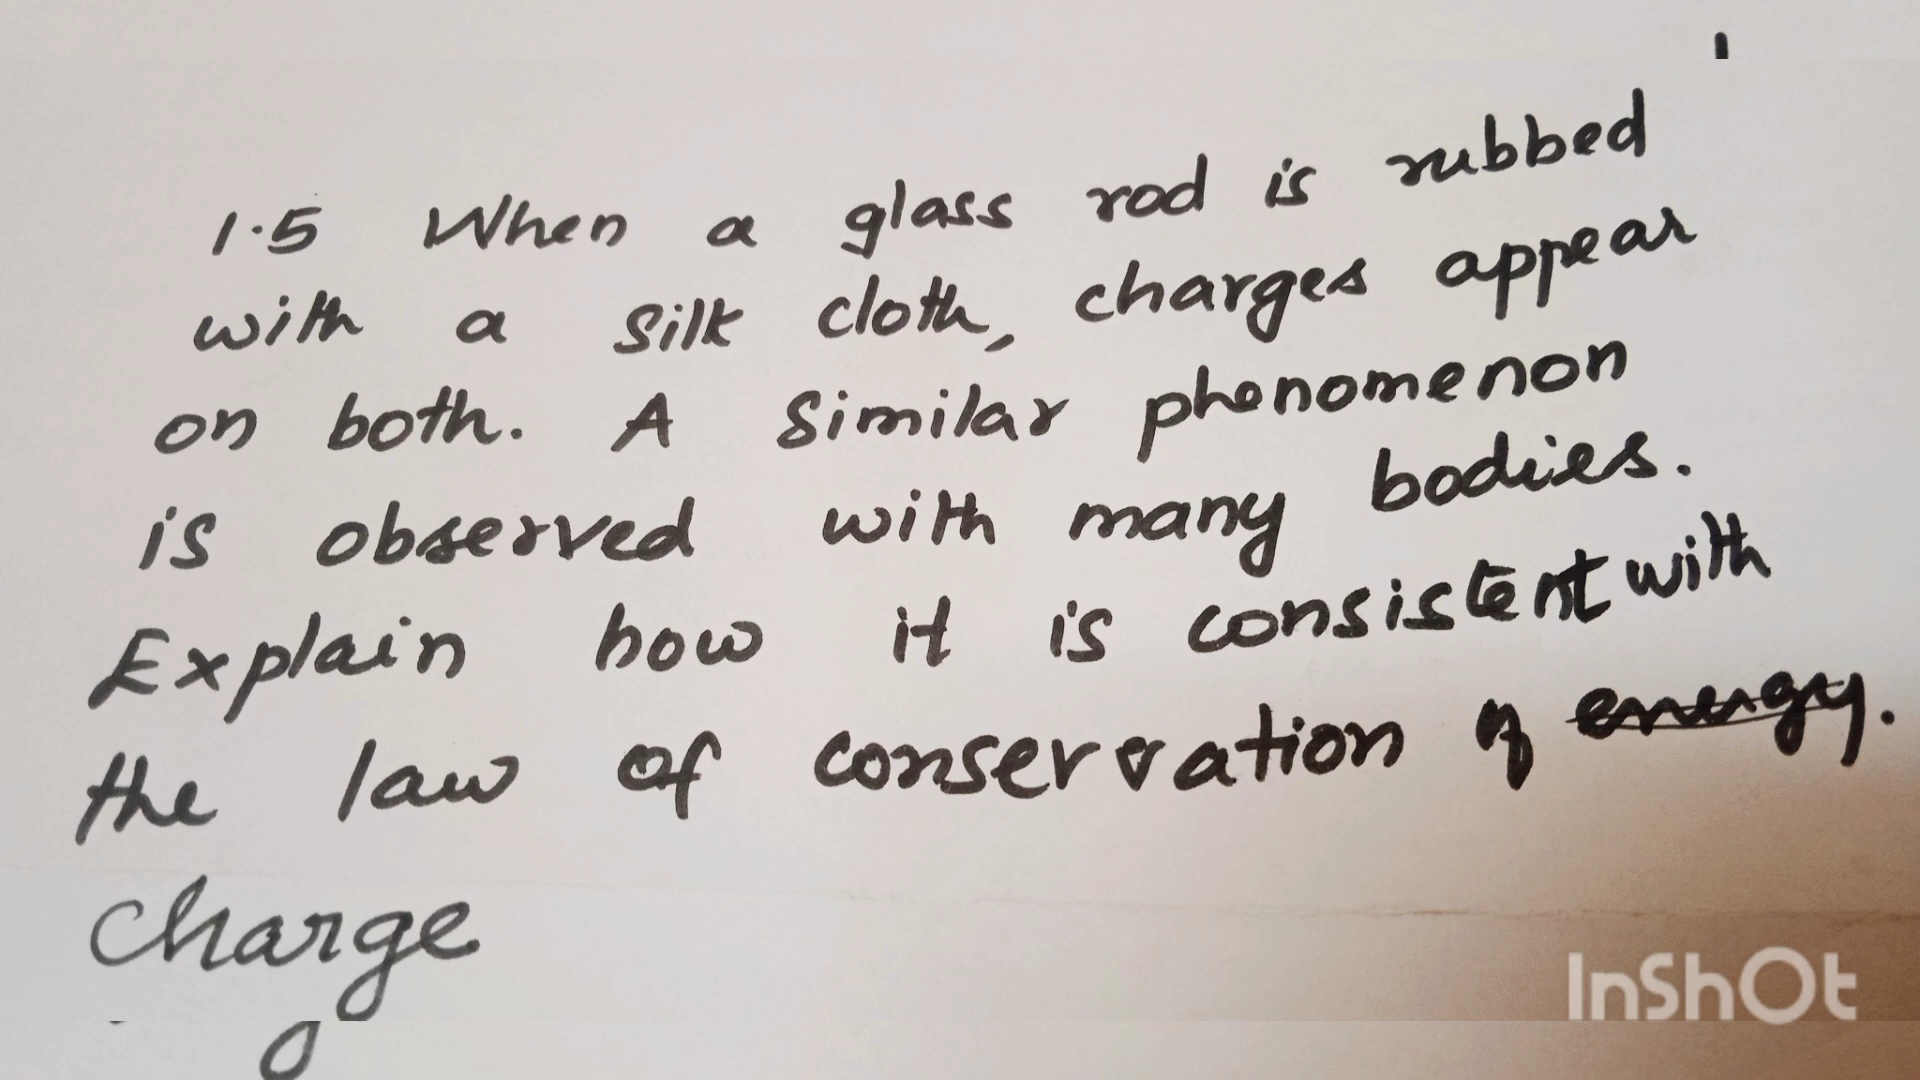 1.5 When a glass rod is rubbed
with a silk cloth, charges appear
on both. A similar phenomenon
is observed with many bodies.
Explain how it is consistent with
the law of conservation of energy.
charge
InShOt